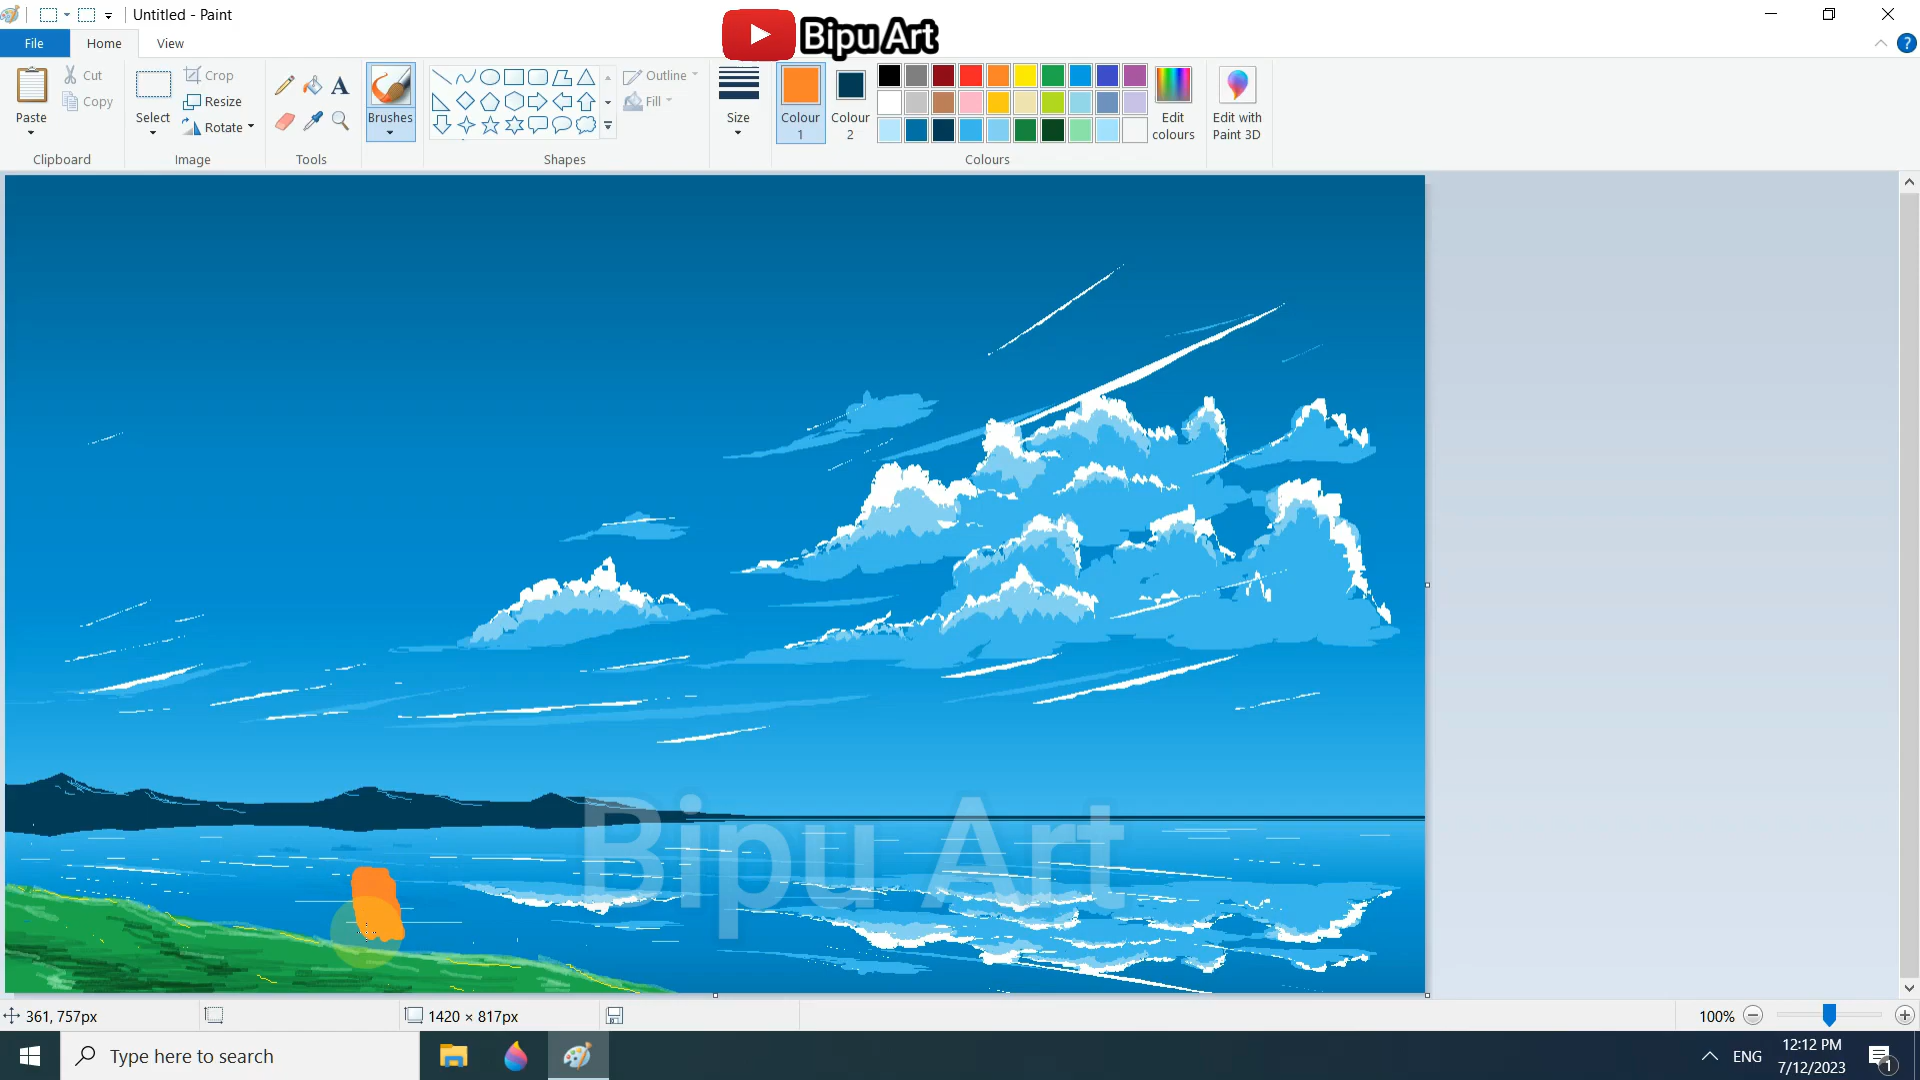 Untitled - Paint
Bipu Art
File
Home
View
Paste
Cut
Copy
Clipboard
Select
Crop
Resize
Rotate
Image
Tools
Brushes
Outline
Fill
Shapes
Size
Colour
1
Colour
2
Colours
Edit
colours
Edit with
Paint 3D
Bipu Art
361, 757px
1420 × 817px
100%
Type here to search
ENG
12:12 PM
7/12/2023
1